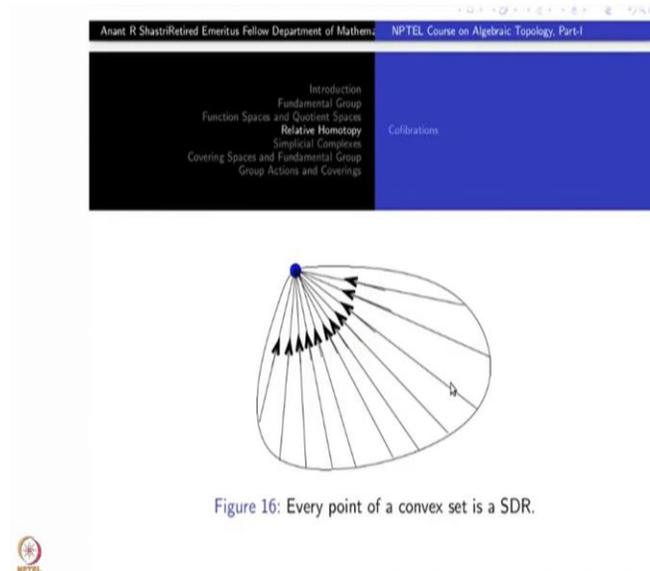 Anant R ShastriRetired Emeritus Fellow Department of Mathema
NPTEL Course on Algebraic Topology, Part-I
Introduction
Fundamental Group
Function Spaces and Quotient Spaces
Relative Homotopy
Simplicial Complexes
Covering Spaces and Fundamental Group
Group Actions and Coverings
Cofibrations
Figure 16: Every point of a convex set is a SDR.
NPTEL